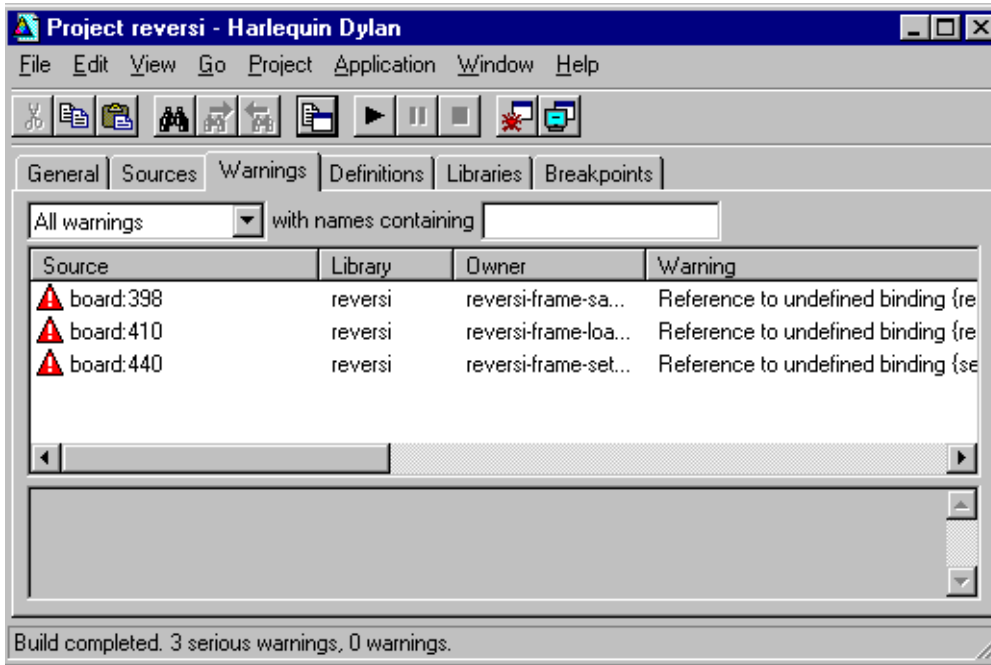 Project reversi - Harlequin Dylan
File Edit View Go Project Application Window Help
General Sources Warnings Definitions Libraries Breakpoints
All warnings with names containing
Source Library Owner Warning
board:398 reversi reversi-frame-sa... Reference to undefined binding {re
board:410 reversi reversi-frame-loa... Reference to undefined binding {re
board:440 reversi reversi-frame-set... Reference to undefined binding {se
Build completed. 3 serious warnings, 0 warnings.